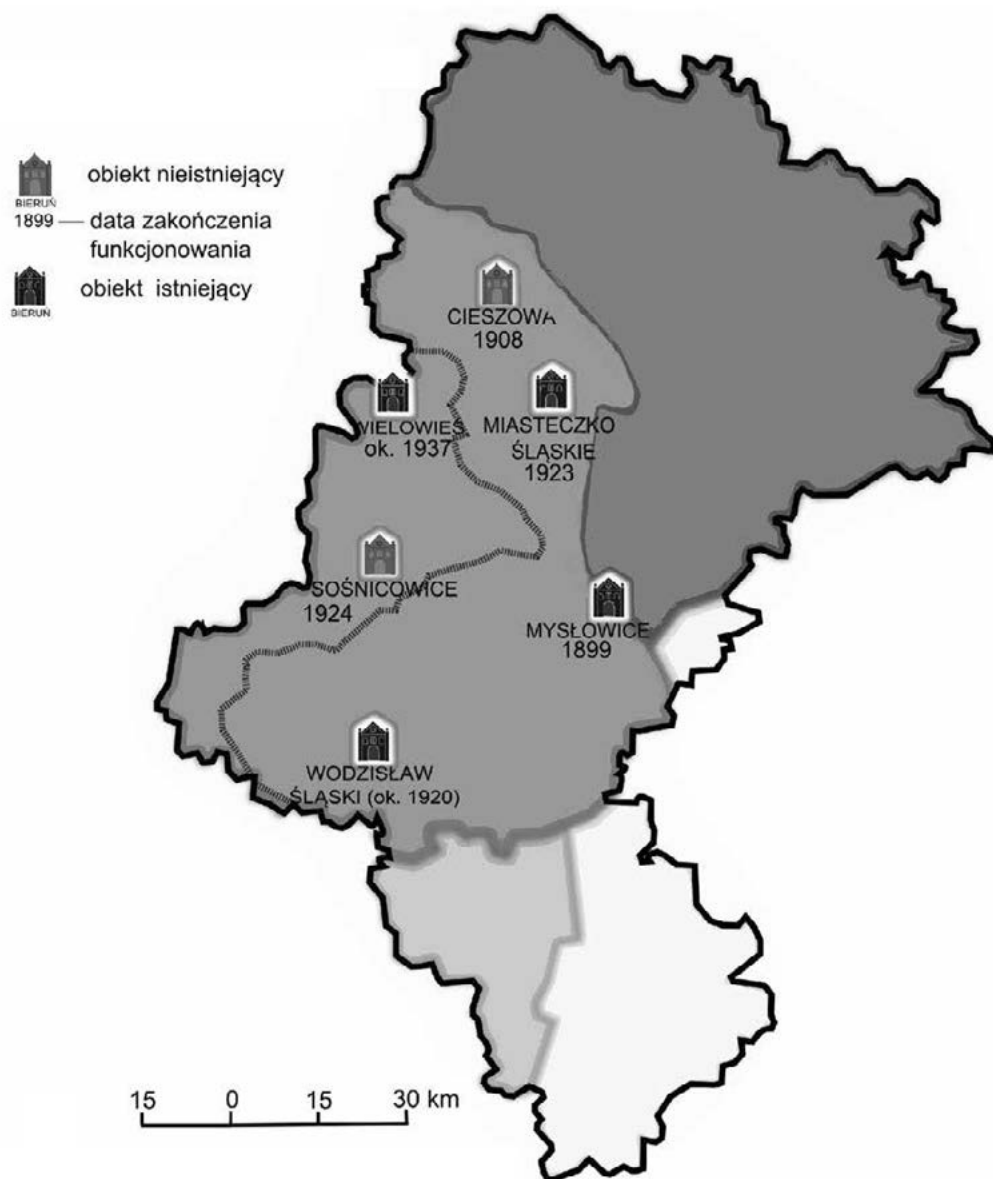 obiekt nieistniejący
BIERUŃ
1899 — data zakończenia
funkcjonowania
obiekt istniejący
BIERUŃ
CIESZOWA
1908
WIELOWIEŚ
ok. 1937
MIASTECZKO
ŚLĄSKIE
1923
SOŚNICOWICE
1924
MYSŁOWICE
1899
WODZISŁAW
ŚLĄSKI (ok. 1920)
15 0 15 30 km